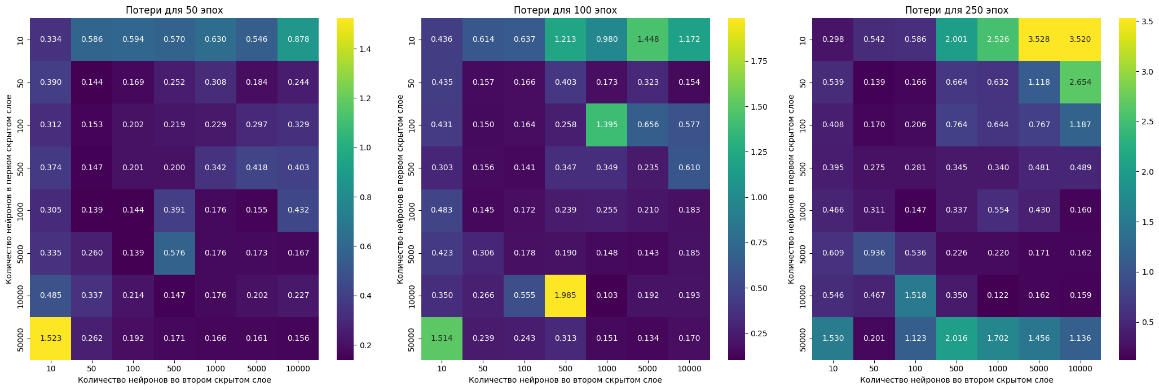 Потери для 50 эпох
Количество нейронов в первом скрытом слое
10 0.334 0.586 0.594 0.570 0.630 0.546 0.878
50 0.390 0.144 0.169 0.252 0.308 0.184 0.244
100 0.312 0.153 0.202 0.219 0.229 0.297 0.329
500 0.374 0.147 0.201 0.200 0.342 0.418 0.403
1000 0.305 0.139 0.144 0.391 0.176 0.155 0.432
5000 0.335 0.260 0.139 0.576 0.176 0.173 0.167
10000 0.485 0.337 0.214 0.147 0.176 0.202 0.227
50000 1.523 0.262 0.192 0.171 0.166 0.161 0.156
10 50 100 500 1000 5000 10000
Количество нейронов во втором скрытом слое
1.4
1.2
1.0
0.8
0.6
0.4
0.2
Потери для 100 эпох
Количество нейронов в первом скрытом слое
10 0.436 0.614 0.637 1.213 0.980 1.448 1.172
50 0.435 0.157 0.166 0.403 0.173 0.323 0.154
100 0.431 0.150 0.164 0.258 1.395 0.656 0.577
500 0.303 0.156 0.141 0.347 0.349 0.235 0.610
1000 0.483 0.145 0.172 0.239 0.255 0.210 0.183
5000 0.423 0.306 0.178 0.190 0.148 0.143 0.185
10000 0.350 0.266 0.555 1.985 0.103 0.192 0.193
50000 1.514 0.239 0.243 0.313 0.151 0.134 0.170
10 50 100 500 1000 5000 10000
Количество нейронов во втором скрытом слое
1.75
1.50
1.25
1.00
0.75
0.50
0.25
Потери для 250 эпох
Количество нейронов в первом скрытом слое
10 0.298 0.542 0.586 2.001 2.526 3.528 3.520
50 0.539 0.139 0.166 0.664 0.632 1.118 2.654
100 0.408 0.170 0.206 0.764 0.644 0.767 1.187
500 0.395 0.275 0.281 0.345 0.340 0.481 0.489
1000 0.466 0.311 0.147 0.337 0.554 0.430 0.160
5000 0.609 0.936 0.536 0.226 0.220 0.171 0.162
10000 0.546 0.467 1.518 0.350 0.122 0.162 0.159
50000 1.530 0.201 1.123 2.016 1.702 1.456 1.136
10 50 100 500 1000 5000 10000
Количество нейронов во втором скрытом слое
3.5
3.0
2.5
2.0
1.5
1.0
0.5